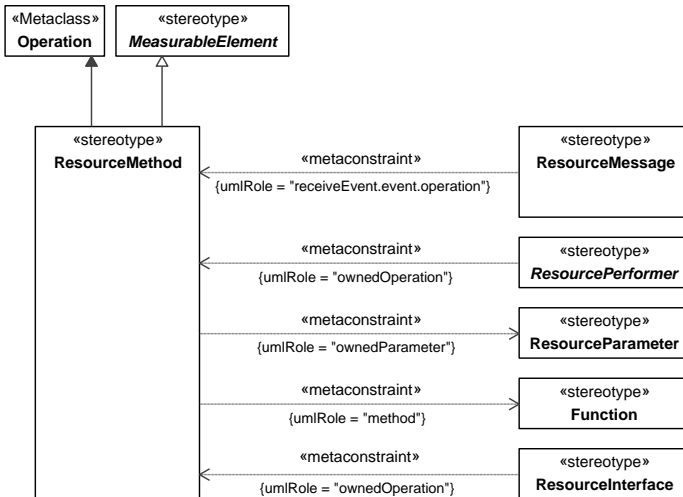 «Metaclass»
Operation
«stereotype»
MeasurableElement
«stereotype»
ResourceMethod
«metaconstraint»
{umlRole = "receiveEvent.event.operation"}
«stereotype»
ResourceMessage
«metaconstraint»
{umlRole = "ownedOperation"}
«stereotype»
ResourcePerformer
«metaconstraint»
{umlRole = "ownedParameter"}
«stereotype»
ResourceParameter
«metaconstraint»
{umlRole = "method"}
«stereotype»
Function
«metaconstraint»
{umlRole = "ownedOperation"}
«stereotype»
ResourceInterface